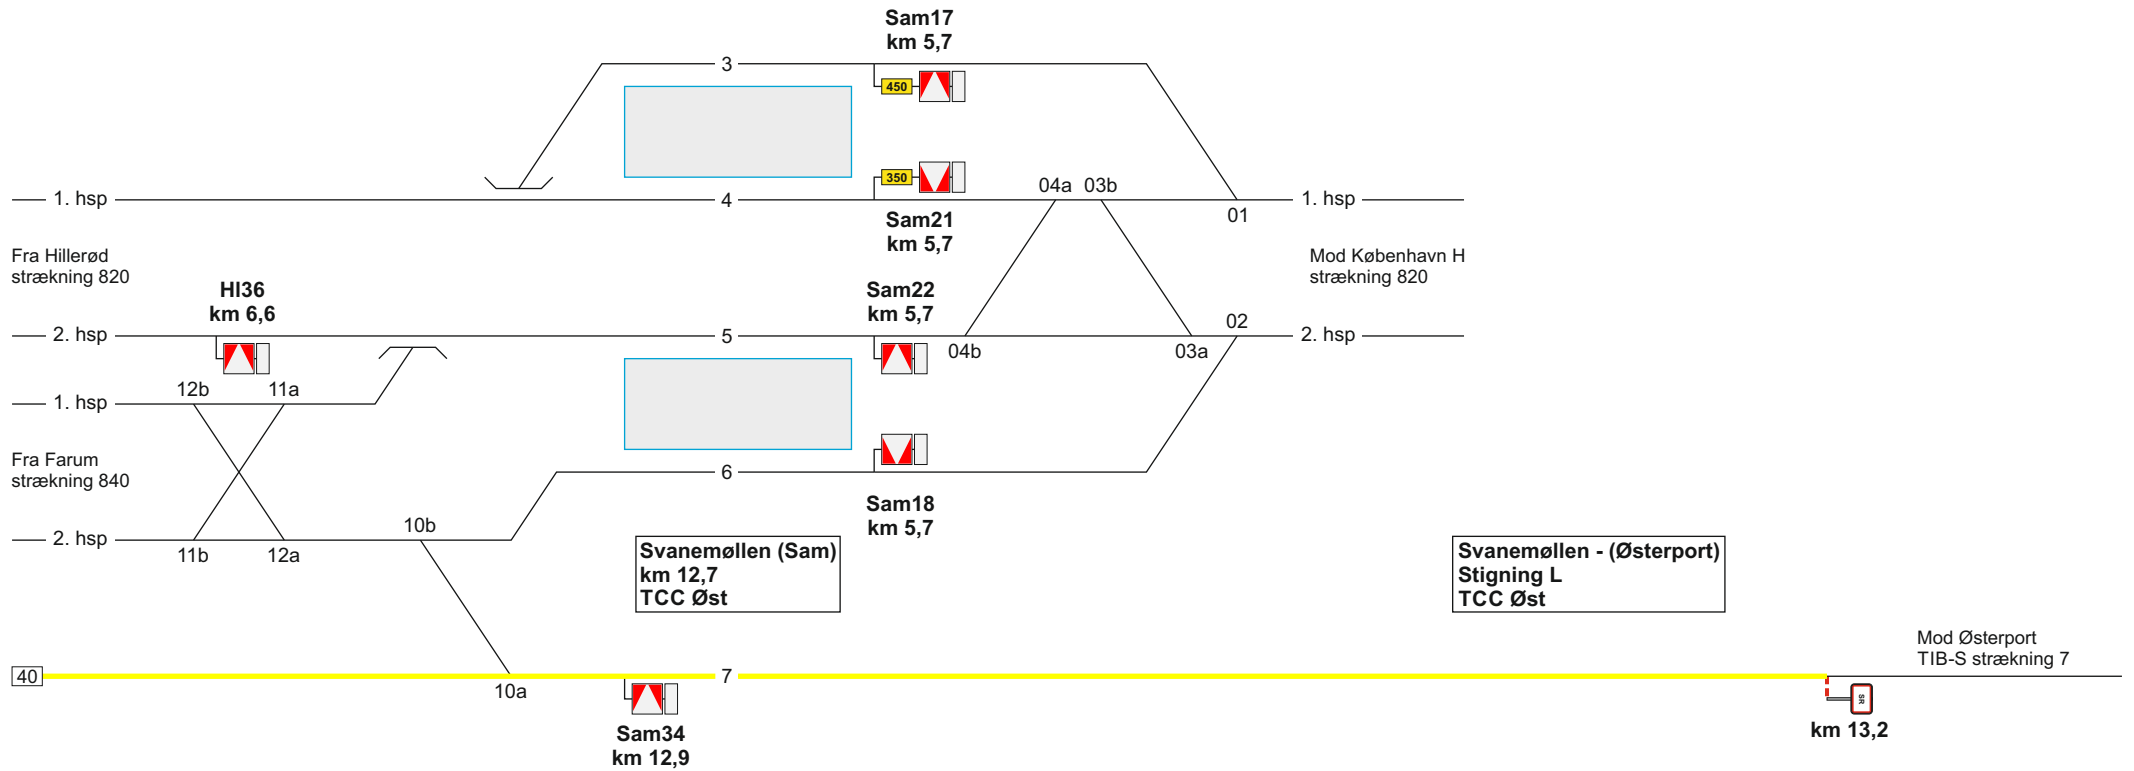 Sam17
km 5,7
3
450
350
1. hsp
4
04a 03b
1. hsp
Sam21
km 5,7
01
Fra Hillerød
strækning 820
Mod København H
strækning 820
HI36
km 6,6
Sam22
km 5,7
02
2. hsp
5
2. hsp
04b
03a
12b
11a
1. hsp
Fra Farum
strækning 840
6
Sam18
km 5,7
10b
2. hsp
11b
12a
Svanemøllen (Sam)
km 12,7
TCC Øst
Svanemøllen - (Østerport)
Stigning L
TCC Øst
Mod Østerport
TIB-S strækning 7
40
7
10a
SR
Sam34
km 12,9
km 13,2